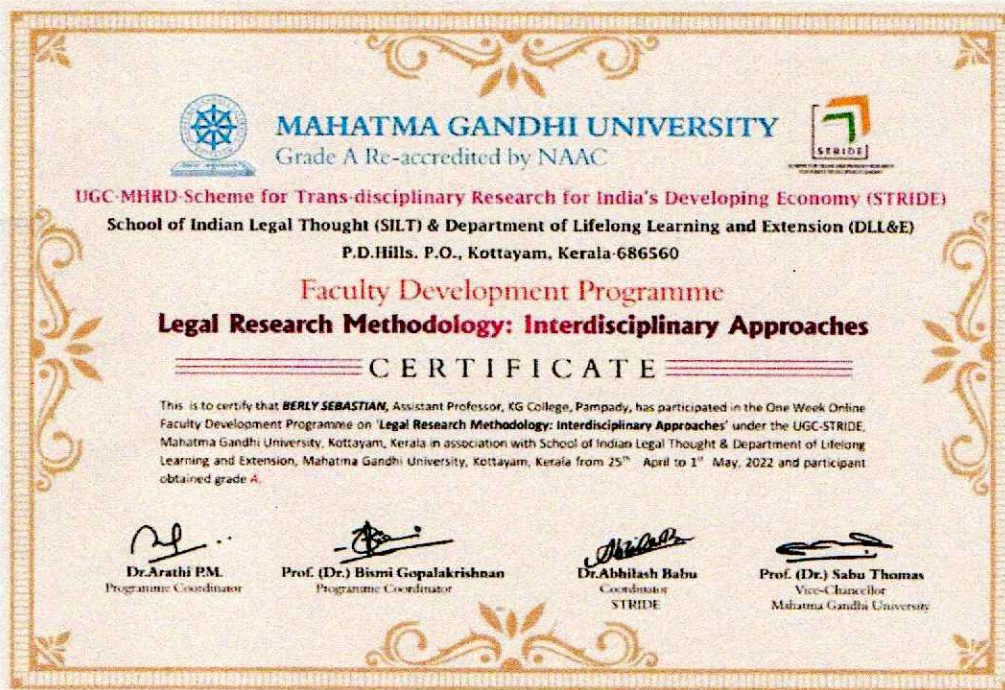 MAHATMA GANDHI UNIVERSITY
Grade A Re-accredited by NAAC
STRIDE
UGC-MHRD-Scheme for Trans-disciplinary Research for India's Developing Economy (STRIDE)
School of Indian Legal Thought (SILT) & Department of Lifelong Learning and Extension (DLL&E)
P.D.Hills. P.O., Kottayam, Kerala-686560
Faculty Development Programme
Legal Research Methodology: Interdisciplinary Approaches
CERTIFICATE
This is to certify that BERLY SEBASTIAN, Assistant Professor, KG College, Pampady, has participated in the One Week Online
Faculty Development Programme on 'Legal Research Methodology: Interdisciplinary Approaches' under the UGC-STRIDE,
Mahatma Gandhi University, Kottayam, Kerala in association with School of Indian Legal Thought & Department of Lifelong
Learning and Extension, Mahatma Gandhi University, Kottayam, Kerala from 25th April to 1st May, 2022 and participant
obtained grade A.
Dr.Arathi P.M.
Programme Coordinator
Prof. (Dr.) Bismi Gopalakrishnan
Programme Coordinator
Dr.Abhilash Babu
Coordinator
STRIDE
Prof. (Dr.) Sabu Thomas
Vice-Chancellor
Mahatma Gandhi University